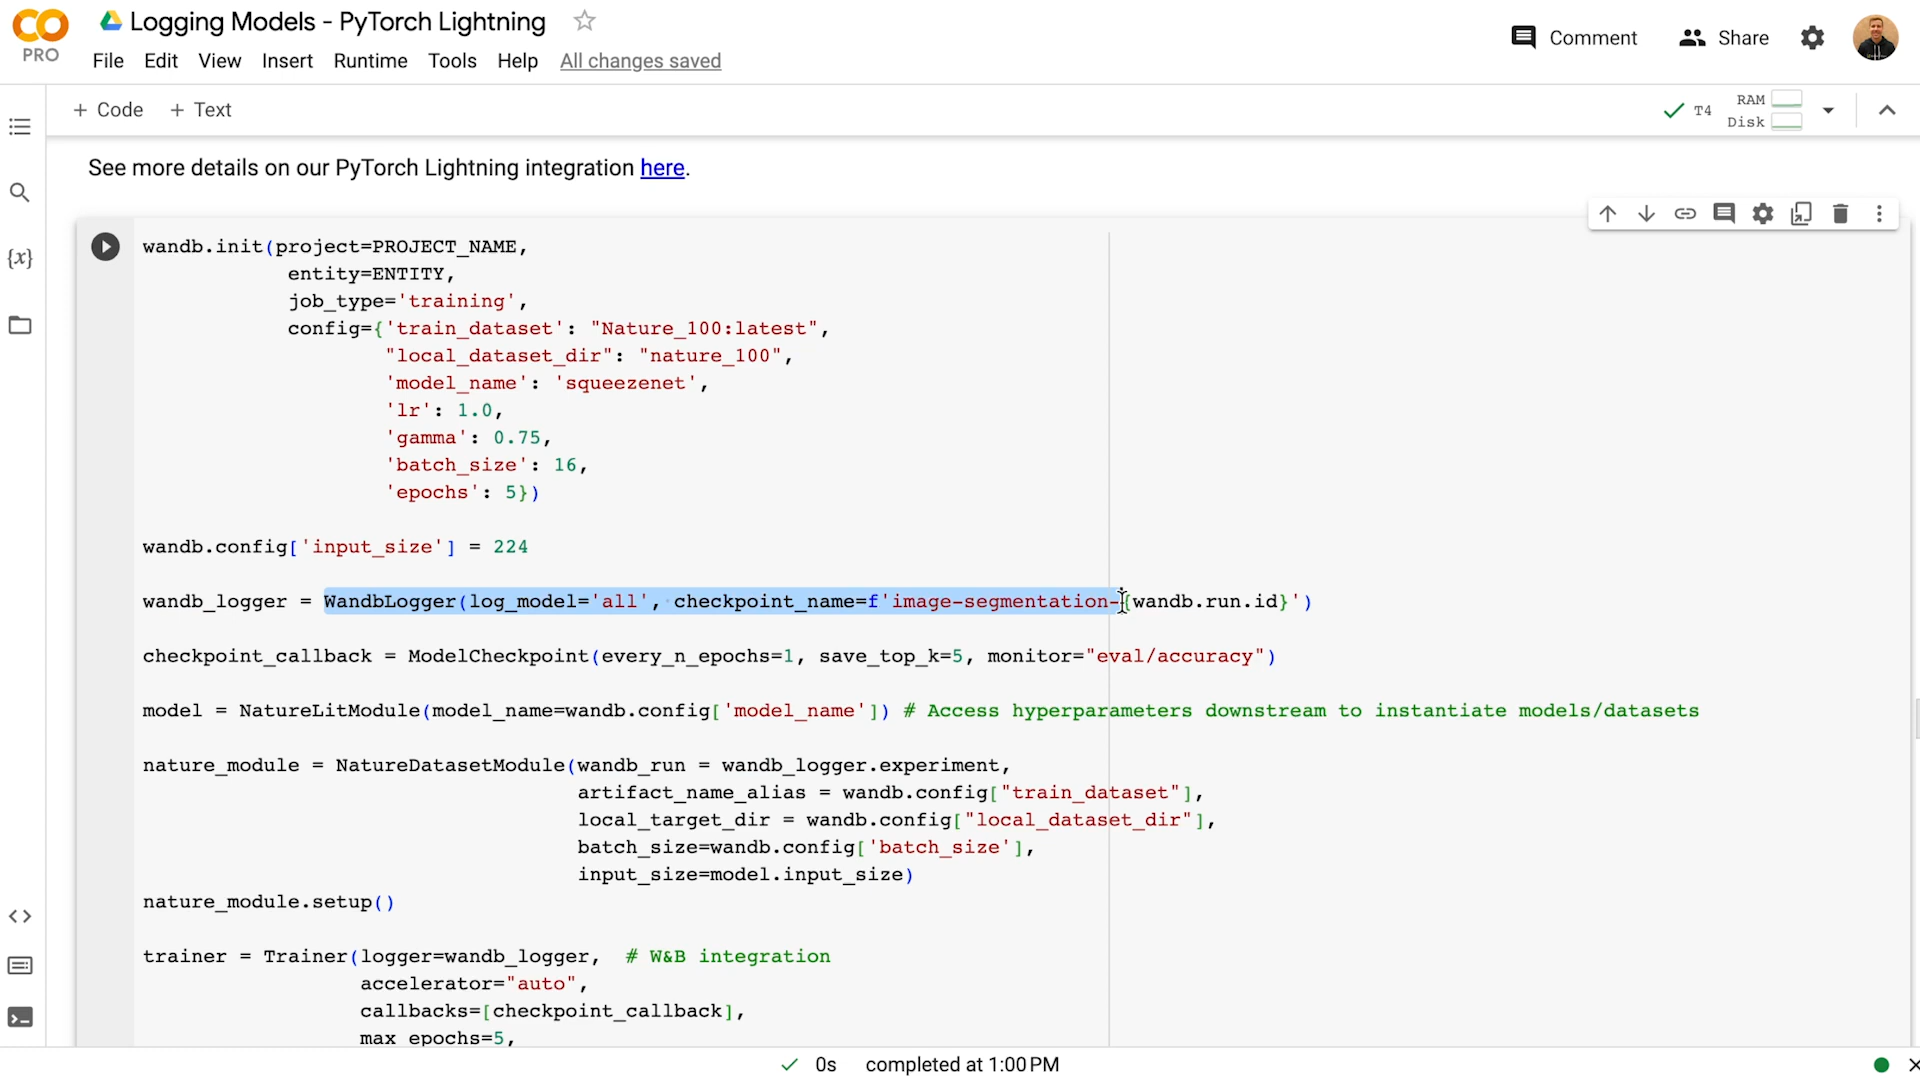 Logging Models - PyTorch Lightning
PRO
File Edit View Insert Runtime Tools Help All changes saved
Comment
Share
+ Code + Text
T4
RAM
Disk
See more details on our PyTorch Lightning integration here.
wandb.init(project=PROJECT_NAME,
entity=ENTITY,
job_type='training',
config={'train_dataset': "Nature_100:latest",
"local_dataset_dir": "nature_100",
'model_name': 'squeezenet',
'lr': 1.0,
'gamma': 0.75,
'batch_size': 16,
'epochs': 5})
wandb.config['input_size'] = 224
wandb_logger = WandbLogger(log_model='all', checkpoint_name=f'image-segmentation-{wandb.run.id}')
checkpoint_callback = ModelCheckpoint(every_n_epochs=1, save_top_k=5, monitor="eval/accuracy")
model = NatureLitModule(model_name=wandb.config['model_name']) # Access hyperparameters downstream to instantiate models/datasets
nature_module = NatureDatasetModule(wandb_run = wandb_logger.experiment,
artifact_name_alias = wandb.config["train_dataset"],
local_target_dir = wandb.config["local_dataset_dir"],
batch_size=wandb.config['batch_size'],
input_size=model.input_size)
nature_module.setup()
trainer = Trainer(logger=wandb_logger, # W&B integration
accelerator="auto",
callbacks=[checkpoint_callback],
max_epochs=5,
0s completed at 1:00 PM